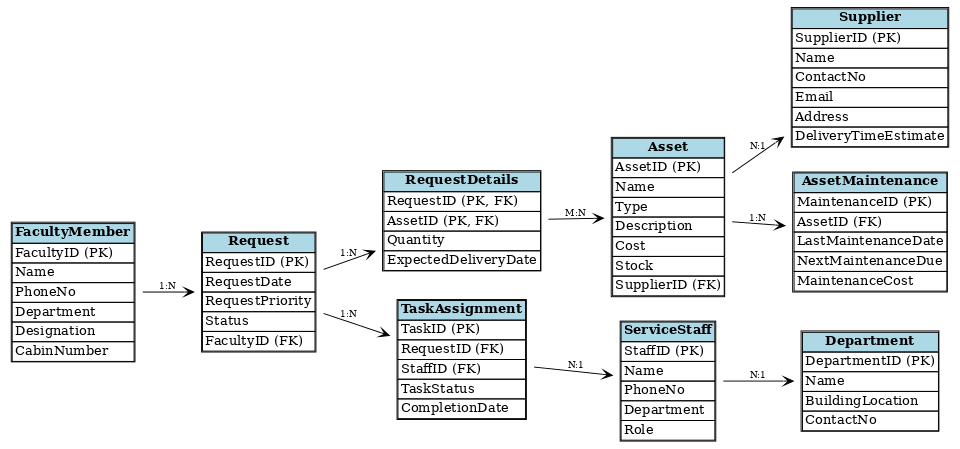 FacultyMember
FacultyID (PK)
Name
PhoneNo
Department
Designation
CabinNumber
1:N
Request
RequestID (PK)
RequestDate
RequestPriority
Status
FacultyID (FK)
1:N
1:N
RequestDetails
RequestID (PK, FK)
AssetID (PK, FK)
Quantity
ExpectedDeliveryDate
M:N
TaskAssignment
TaskID (PK)
RequestID (FK)
StaffID (FK)
TaskStatus
CompletionDate
N:1
Asset
AssetID (PK)
Name
Type
Description
Cost
Stock
SupplierID (FK)
N:1
1:N
ServiceStaff
StaffID (PK)
Name
PhoneNo
Department
Role
N:1
Supplier
SupplierID (PK)
Name
ContactNo
Email
Address
DeliveryTimeEstimate
AssetMaintenance
MaintenanceID (PK)
AssetID (FK)
LastMaintenanceDate
NextMaintenanceDue
MaintenanceCost
Department
DepartmentID (PK)
Name
BuildingLocation
ContactNo